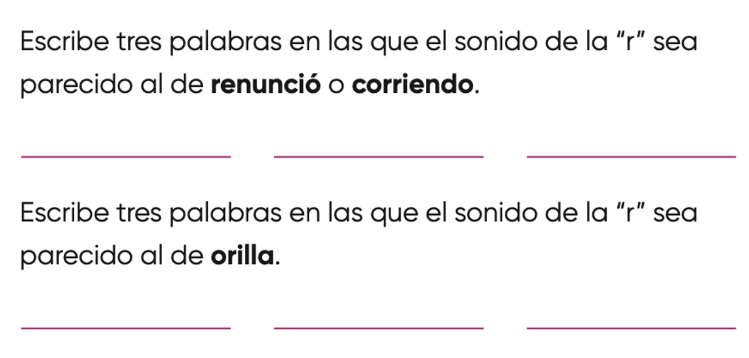 Escribe tres palabras en las que el sonido de la “r” sea
parecido al de renunció o corriendo.
Escribe tres palabras en las que el sonido de la “r” sea
parecido al de orilla.